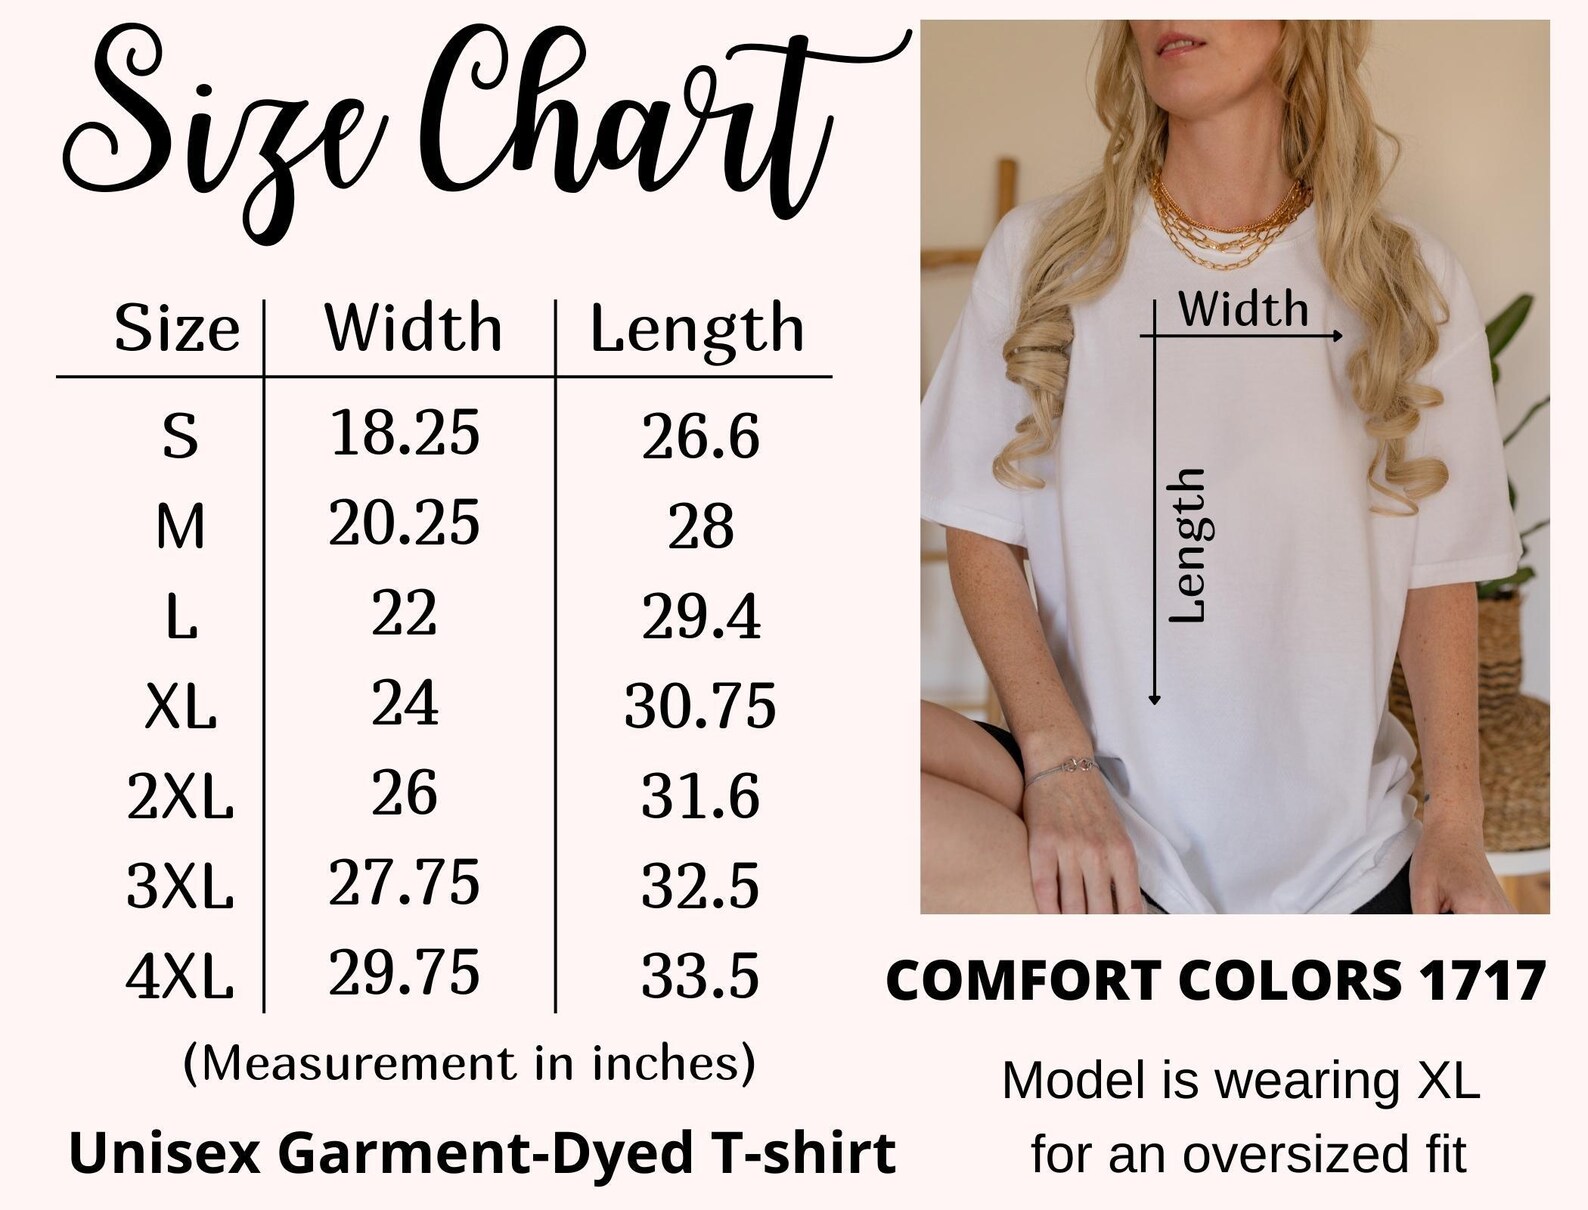 Size Chart
Size Width Length
S 18.25 26.6
M 20.25 28
L 22 29.4
XL 24 30.75
2XL 26 31.6
3XL 27.75 32.5
4XL 29.75 33.5
(Measurement in inches)
Unisex Garment-Dyed T-shirt
Width
Length
COMFORT COLORS 1717
Model is wearing XL
for an oversized fit